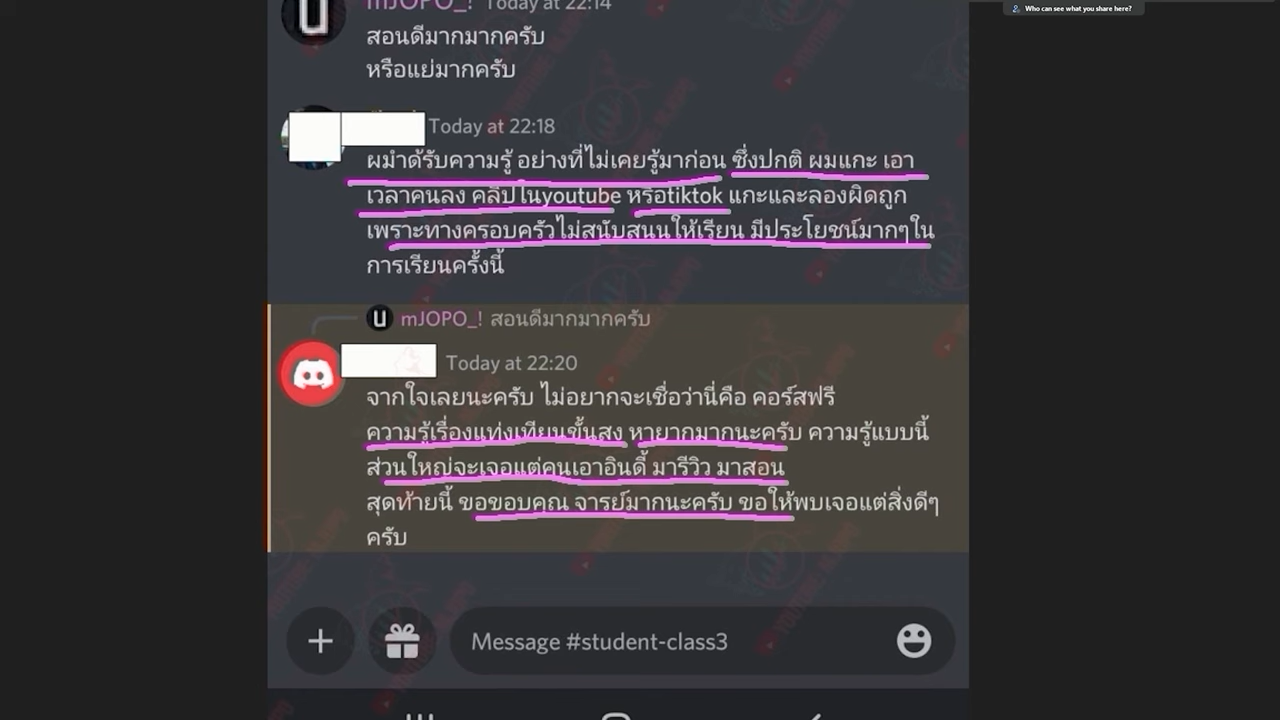 Who can see what you share here?
mJOPO_! Today at 22:14
สอนดีมากมากครับ
หรือแย่มากครับ
Today at 22:18
ผมำด้รับความรู้ อย่างที่ไม่เคยรู้มาก่อน ซึ่งปกติ ผมแกะ เอา
เวลาคนลง คลิปในyoutube หรือtiktok แกะและลองผิดถูก
เพราะทางครอบครัวไม่สนับสนนให้เรียน มีประโยชน์มากๆใน
การเรียนครั้งนี้
mJOPO_! สอนดีมากมากครับ
Today at 22:20
จากใจเลยนะครับ ไม่อยากจะเชื่อว่านี่คือ คอร์สฟรี
ความรู้เรื่องแท่งเทียนขั้นสง หายากมากนะครับ ความรู้แบบนี้
ส่วนใหญ่จะเจอแต่คนเอาอินดี้ มารีวิว มาสอน
สุดท้ายนี้ ขอขอบคุณ จารย์มากนะครับ ขอให้พบเจอแต่สิ่งดีๆ
ครับ
Message #student-class3